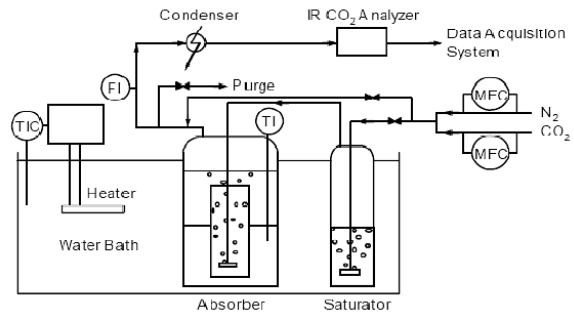 Condenser
IR CO2 Analyzer
Data Acquisition
System
FI
Purge
MFC
N2
CO2
MFC
TIC
TI
Heater
Water Bath
Absorber
Saturator